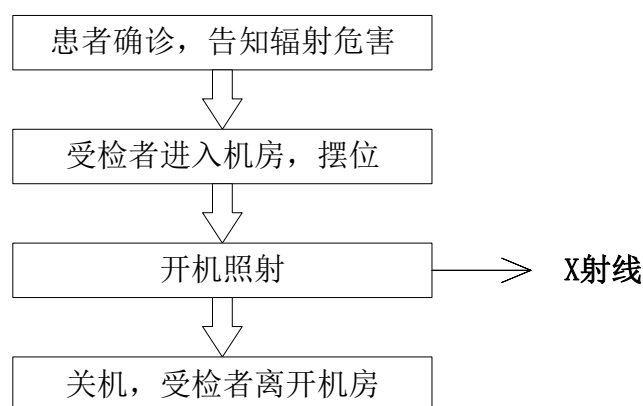 患者确诊，告知辐射危害
受检者进入机房，摆位
开机照射
X射线
关机，受检者离开机房